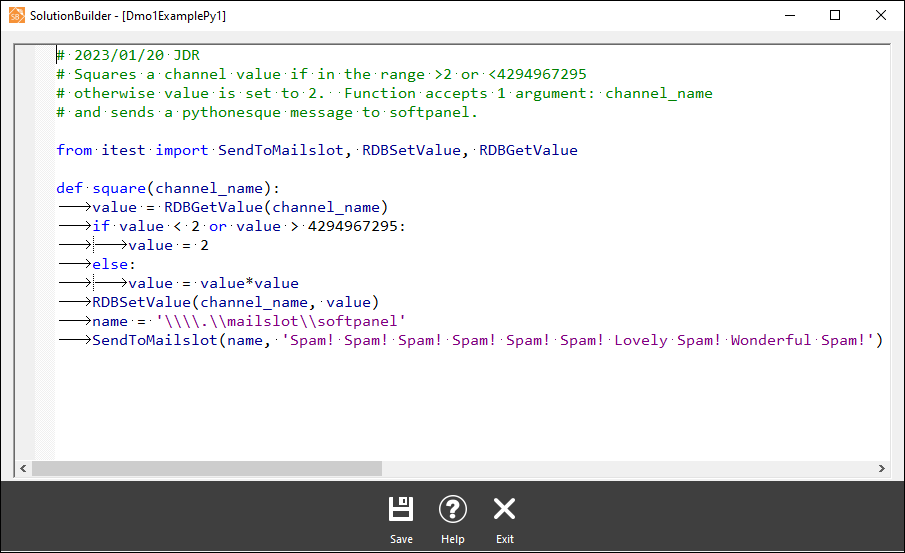 SolutionBuilder - [Dmo1ExamplePy1]
# 2023/01/20 JDR
# Squares a channel value if in the range >2 or <4294967295
# otherwise value is set to 2.  Function accepts 1 argument: channel_name
# and sends a pythonesque message to softpanel.
from itest import SendToMailslot, RDBSetValue, RDBGetValue
def square(channel_name):
	value = RDBGetValue(channel_name)
	if value < 2 or value > 4294967295:
		value = 2
	else:
		value = value*value
	RDBSetValue(channel_name, value)
	name = '\\\\.\\mailslot\\softpanel'
	SendToMailslot(name, 'Spam! Spam! Spam! Spam! Spam! Spam! Lovely Spam! Wonderful Spam!')
Save Help Exit